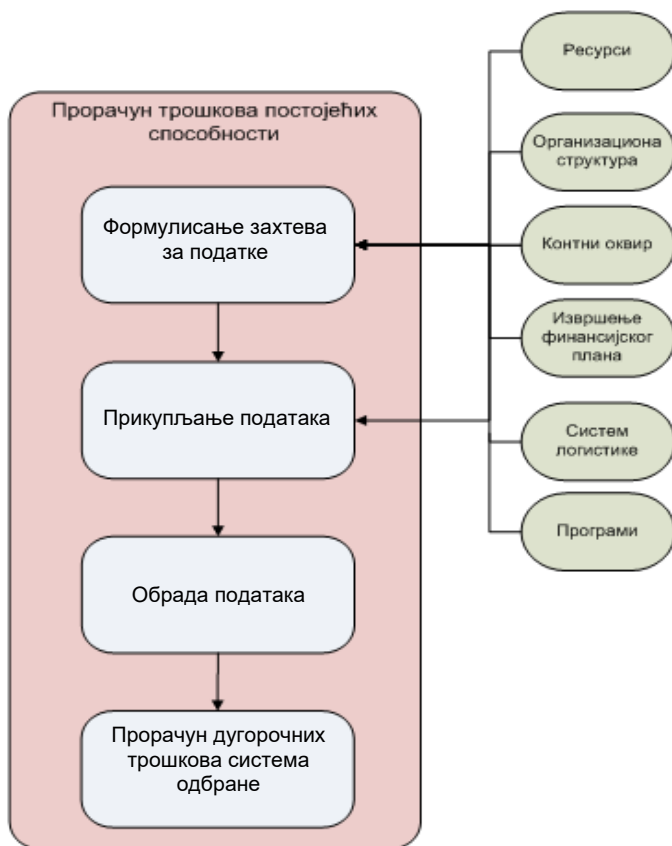 Прорачун трошкова постојећих
способности
Формулисање захтева
за податке
Прикупљање података
Обрада података
Прорачун дугорочних
трошкова система
одбране
Ресурси
Организациона
структура
Контни оквир
Извршење
финансијског
плана
Систем
логистике
Програми